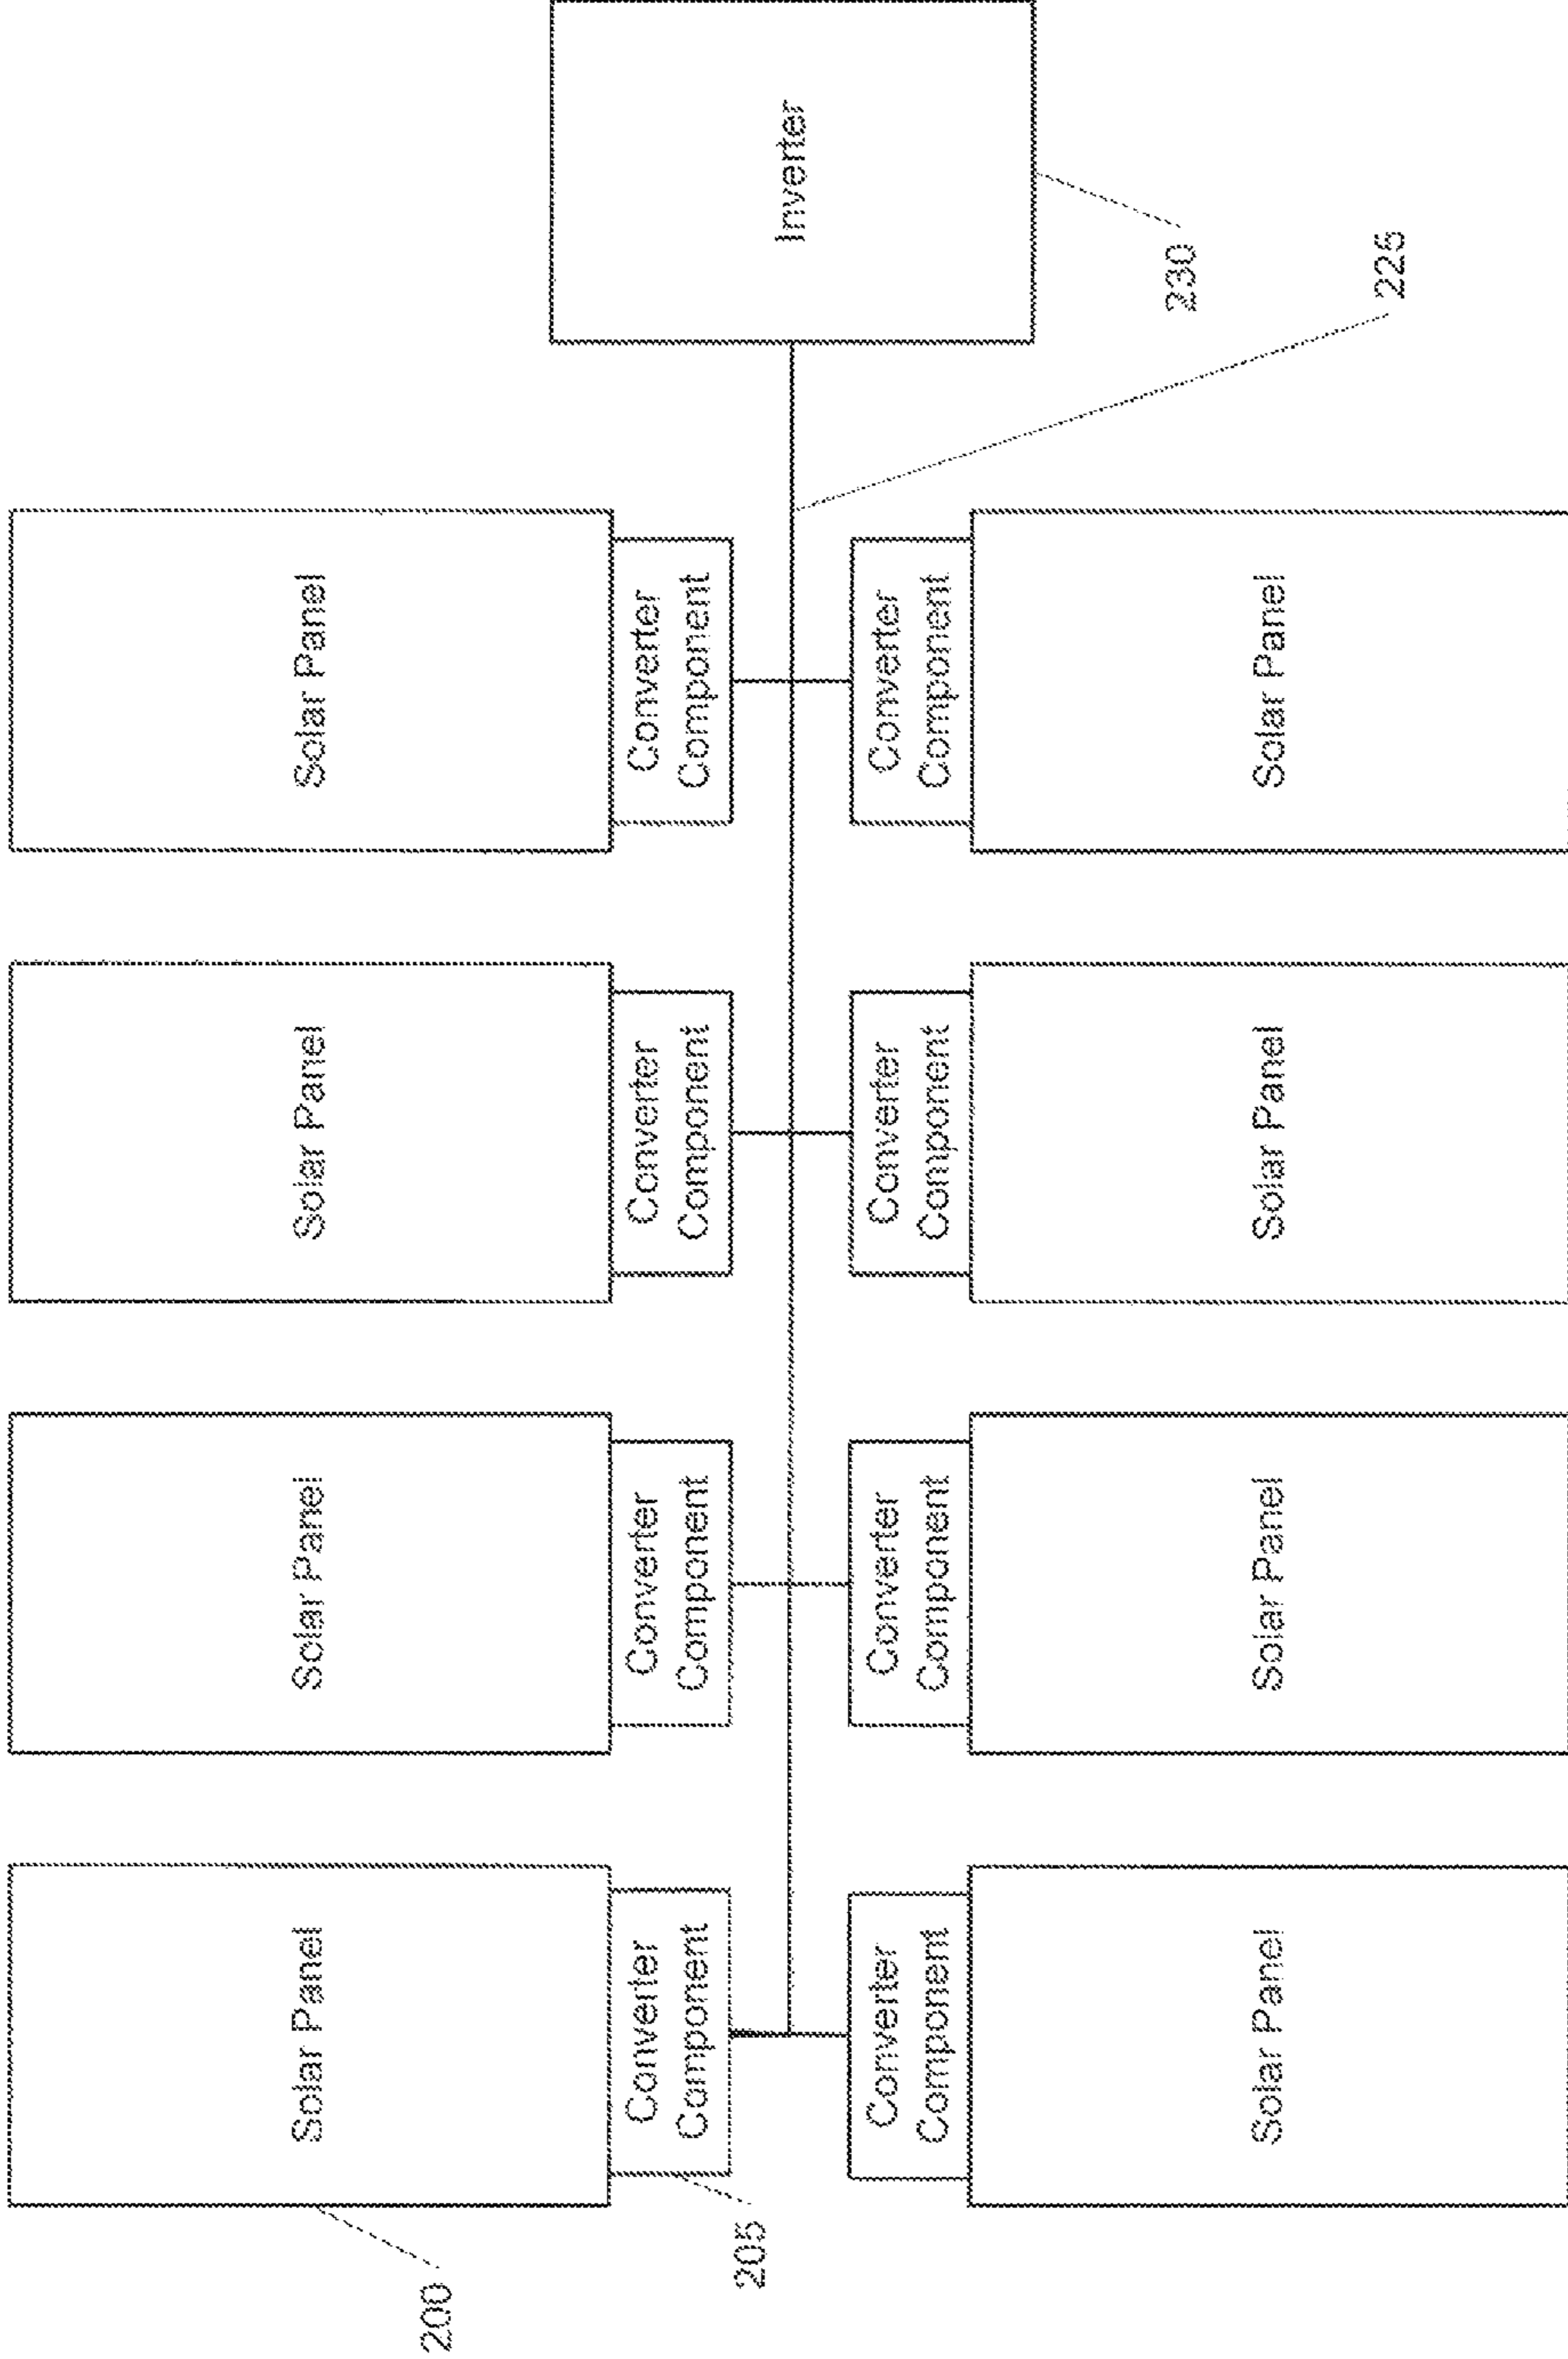 Solar Panel
Solar Panel
Solar Panel
Solar Panel
Converter
Component
Converter
Component
Converter
Component
Converter
Component
Inverter
Converter
Component
Converter
Component
Converter
Component
Converter
Component
Solar Panel
Solar Panel
Solar Panel
Solar Panel
200
205
230
225